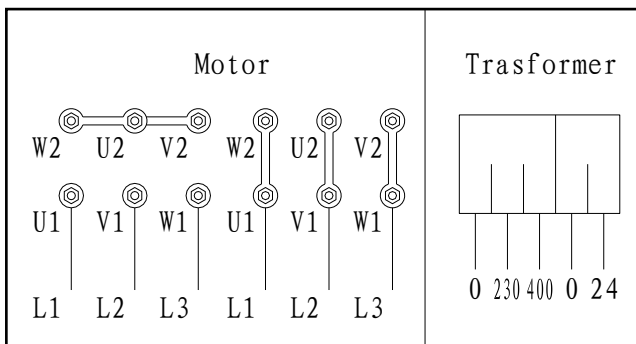 Motor
W2 U2 V2 W2 U2 V2
U1 V1 W1 U1 V1 W1
L1 L2 L3 L1 L2 L3
Trasformer
0 230 400 0 24